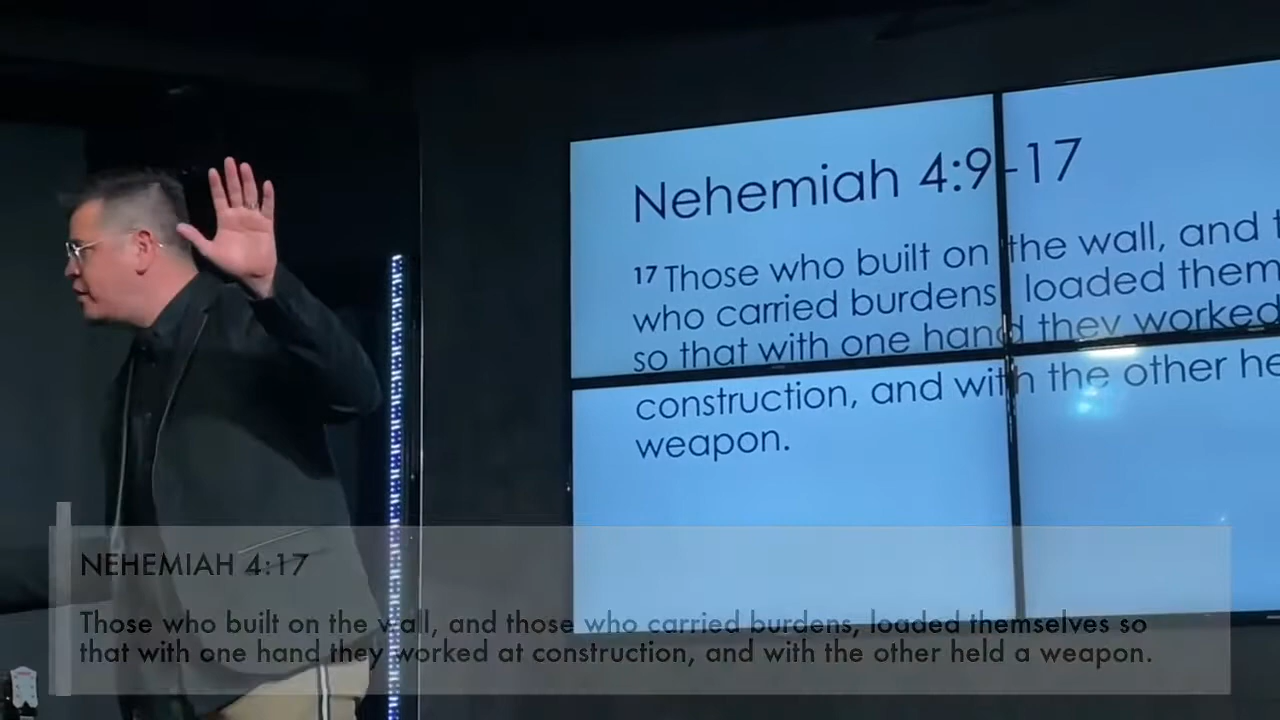 Nehemiah 4:9-17
17 Those who built on the wall, and
who carried burdens, loaded them
so that with one hand they worked
construction, and with the other he
weapon.
NEHEMIAH 4:17
Those who built on the wall, and those who carried burdens, loaded themselves so
that with one hand they worked at construction, and with the other held a weapon.